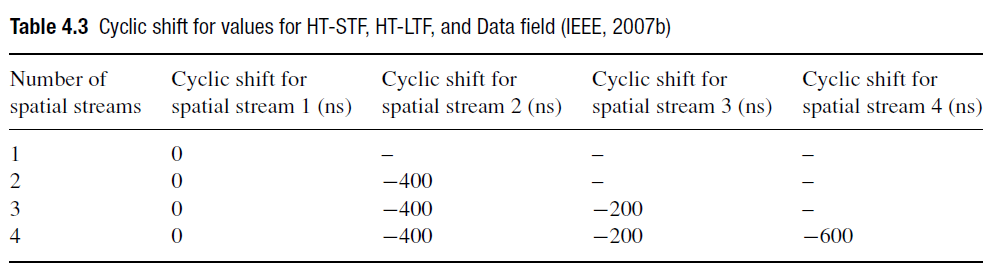 Table 4.3 Cyclic shift for values for HT-STF, HT-LTF, and Data field (IEEE, 2007b)
Number of Cyclic shift for Cyclic shift for Cyclic shift for Cyclic shift for
spatial streams spatial stream 1 (ns) spatial stream 2 (ns) spatial stream 3 (ns) spatial stream 4 (ns)
1 0 – – –
2 0 −400 – –
3 0 −400 −200 –
4 0 −400 −200 −600